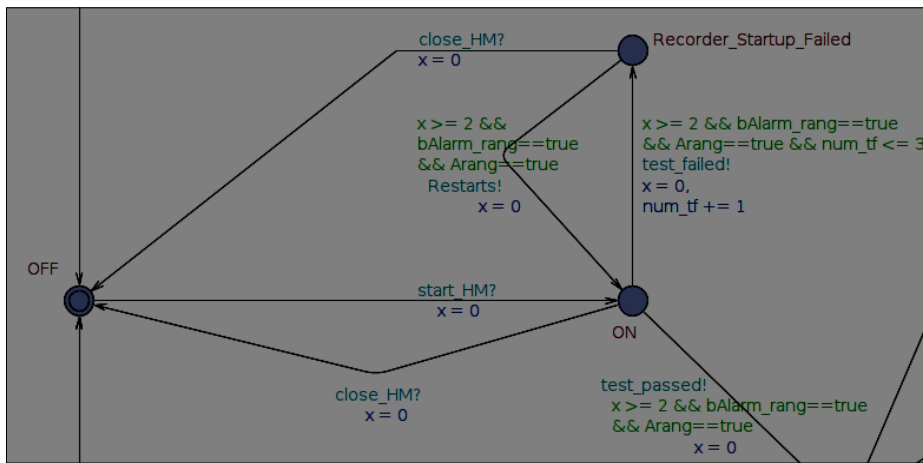 close_HM?
x = 0
Recorder_Startup_Failed
x >= 2 &&
bAlarm_rang==true
&& Arang==true
Restarts!
x = 0
x >= 2 && bAlarm_rang==true
&& Arang==true && num_tf <= 3
test_failed!
x = 0,
num_tf += 1
OFF
start_HM?
x = 0
ON
close_HM?
x = 0
test_passed!
x >= 2 && bAlarm_rang==true
&& Arang==true
x = 0